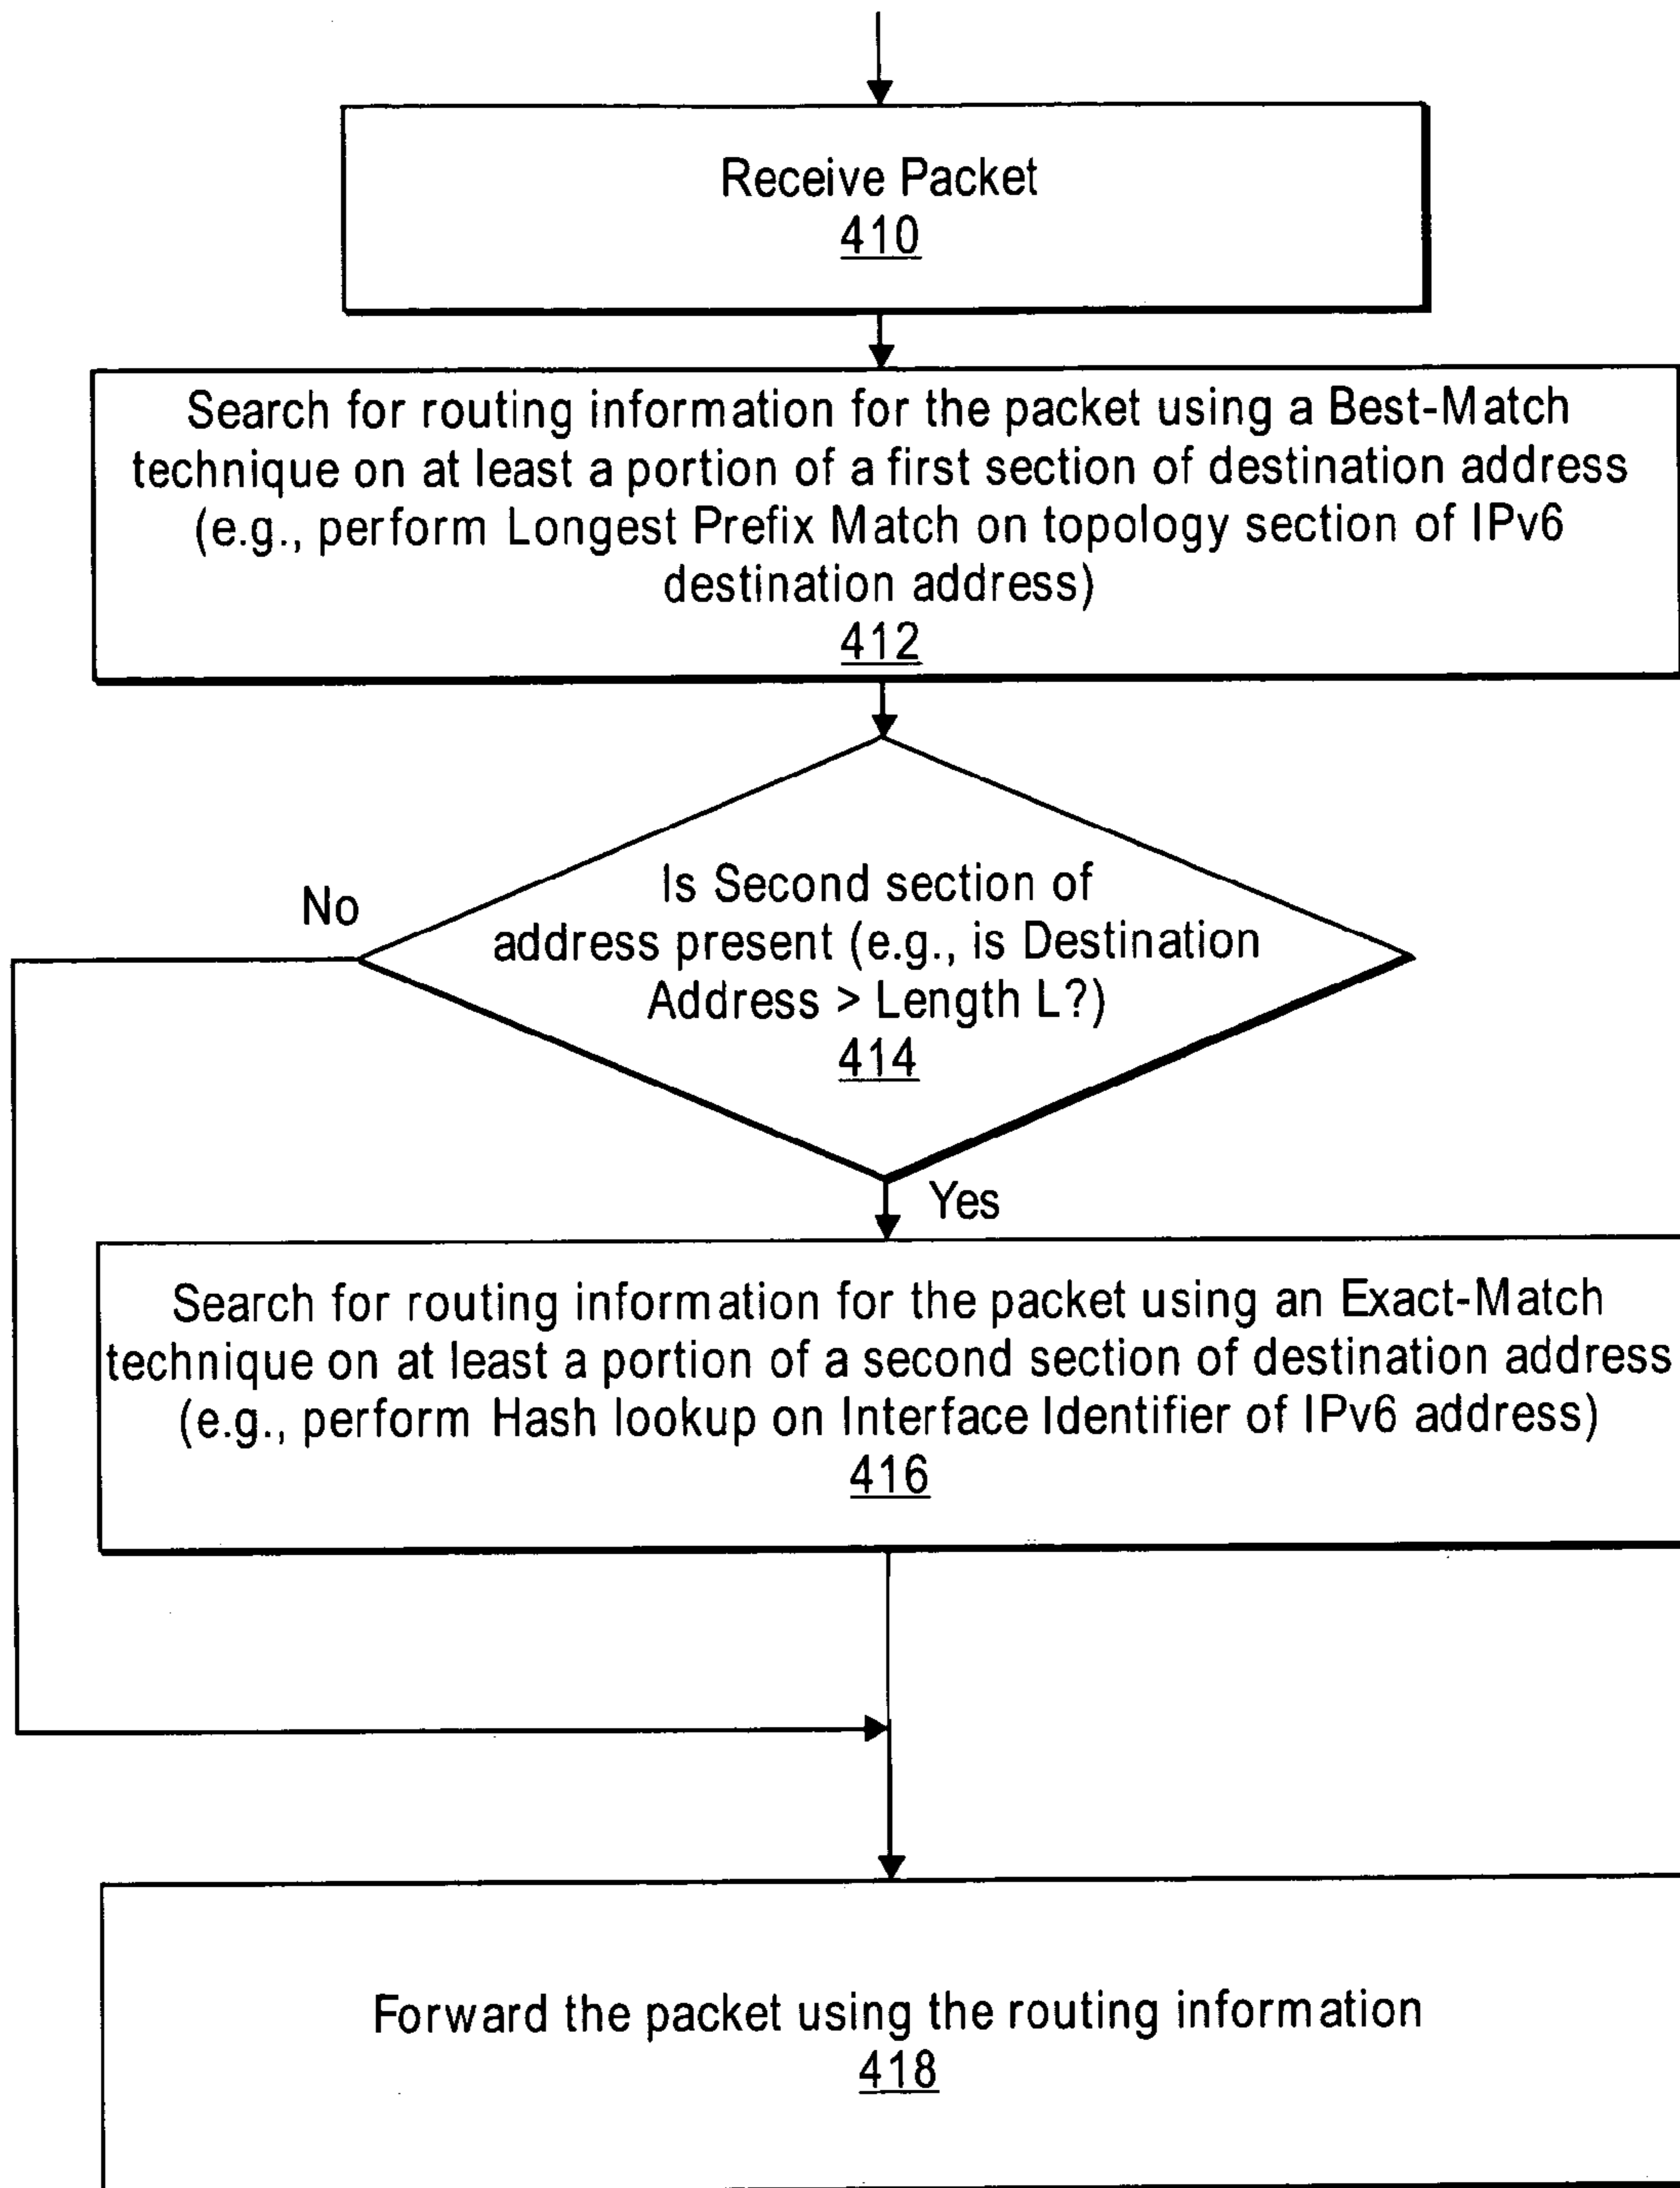 Receive Packet
410
Search for routing information for the packet using a Best-Match
technique on at least a portion of a first section of destination address
(e.g., perform Longest Prefix Match on topology section of IPv6
destination address)
412
Is Second section of
address present (e.g., is Destination
Address > Length L?)
414
No
Yes
Search for routing information for the packet using an Exact-Match
technique on at least a portion of a second section of destination address
(e.g., perform Hash lookup on Interface Identifier of IPv6 address)
416
Forward the packet using the routing information
418